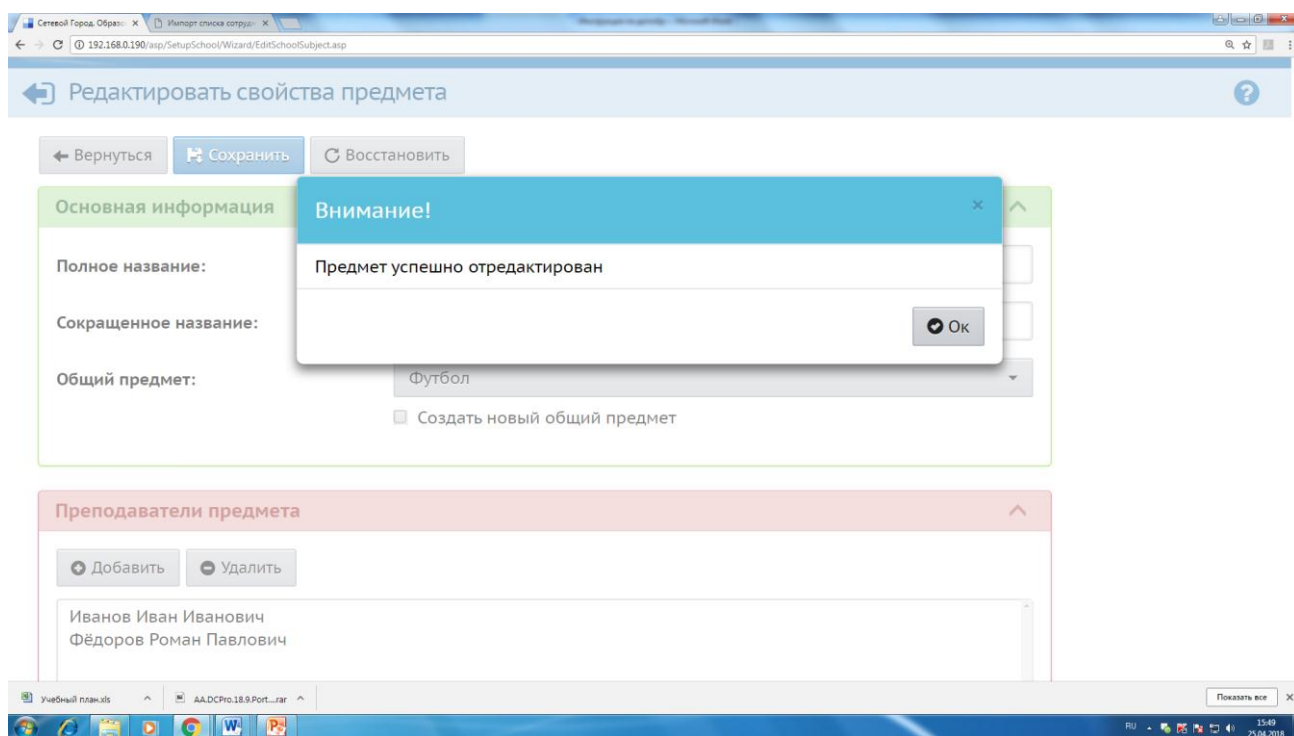 Сетевой Город. Образо
Импорт списка сотруд
192.168.0.190/asp/SetupSchool/Wizard/EditSchoolSubject.asp
Редактировать свойства предмета
Вернуться
Сохранить
Восстановить
Основная информация
Внимание!
Полное название:
Предмет успешно отредактирован
Сокращенное название:
Ок
Общий предмет:
Футбол
Создать новый общий предмет
Преподаватели предмета
Добавить
Удалить
Иванов Иван Иванович
Фёдоров Роман Павлович
Учебный план.xls
AA.DCPro.18.9.Port....rar
Показать все
RU
15:49
25.04.2018